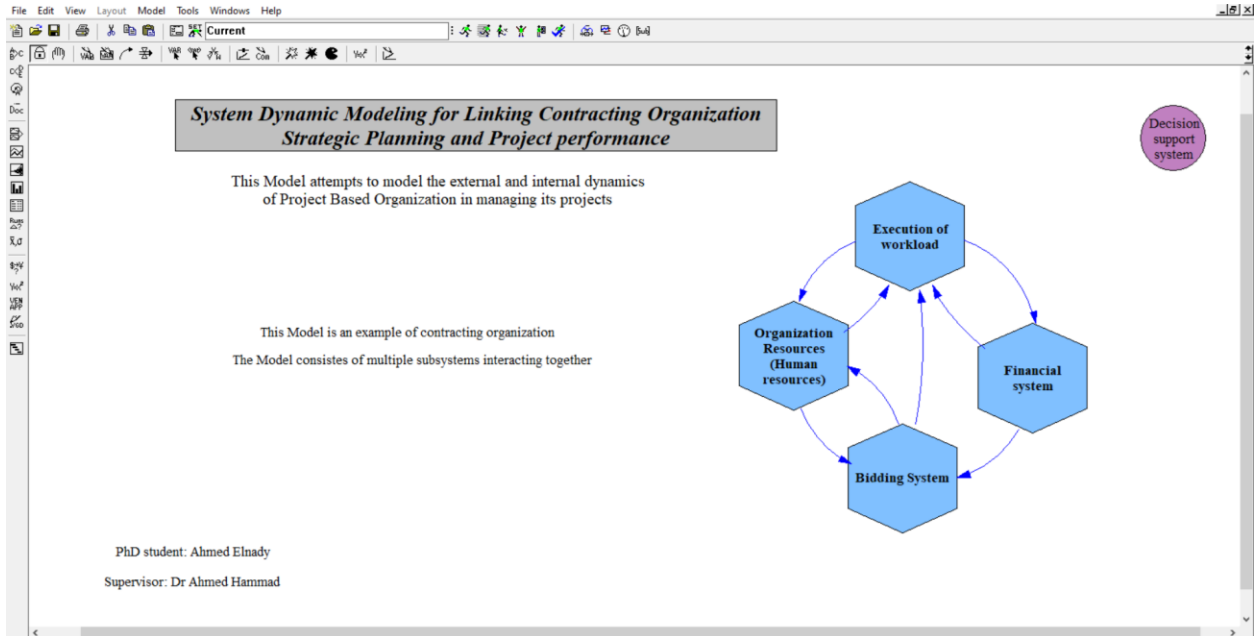 File Edit View Layout Model Tools Windows Help
SET Current
VAR
Doc
System Dynamic Modeling for Linking Contracting Organization
Strategic Planning and Project performance
Decision
support
system
This Model attempts to model the external and internal dynamics
of Project Based Organization in managing its projects
Execution of
workload
This Model is an example of contracting organization
The Model consistes of multiple subsystems interacting together
Organization
Resources
(Human
resources)
Financial
system
Bidding System
PhD student: Ahmed Elnady
Supervisor: Dr Ahmed Hammad